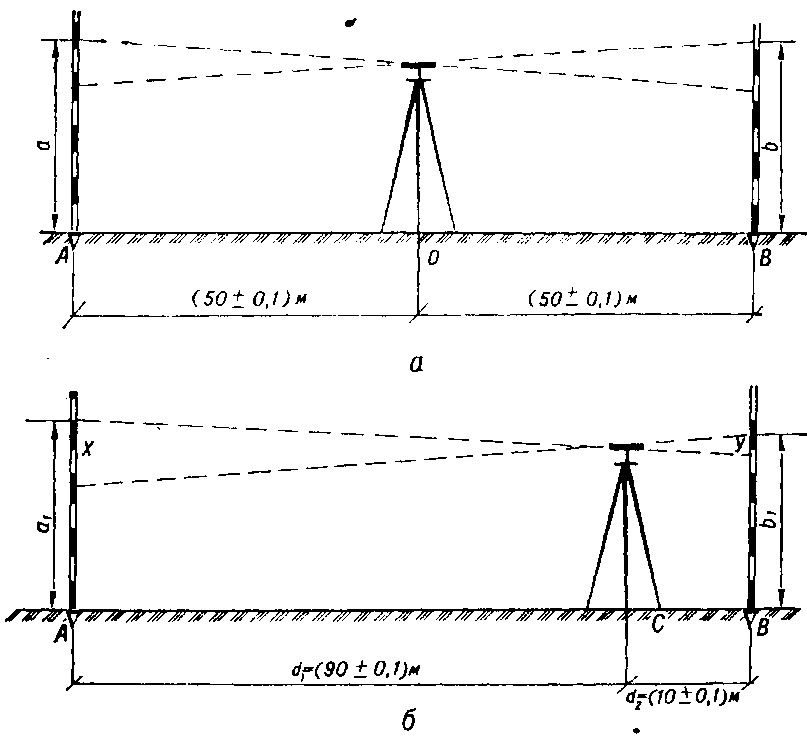 a
b
A
O
B
(50 ± 0,1) м
(50 ± 0,1) м
а
x
y
a₁
b₁
A
C
B
d₁=(90 ± 0,1) м
d₂=(10 ± 0,1) м
б